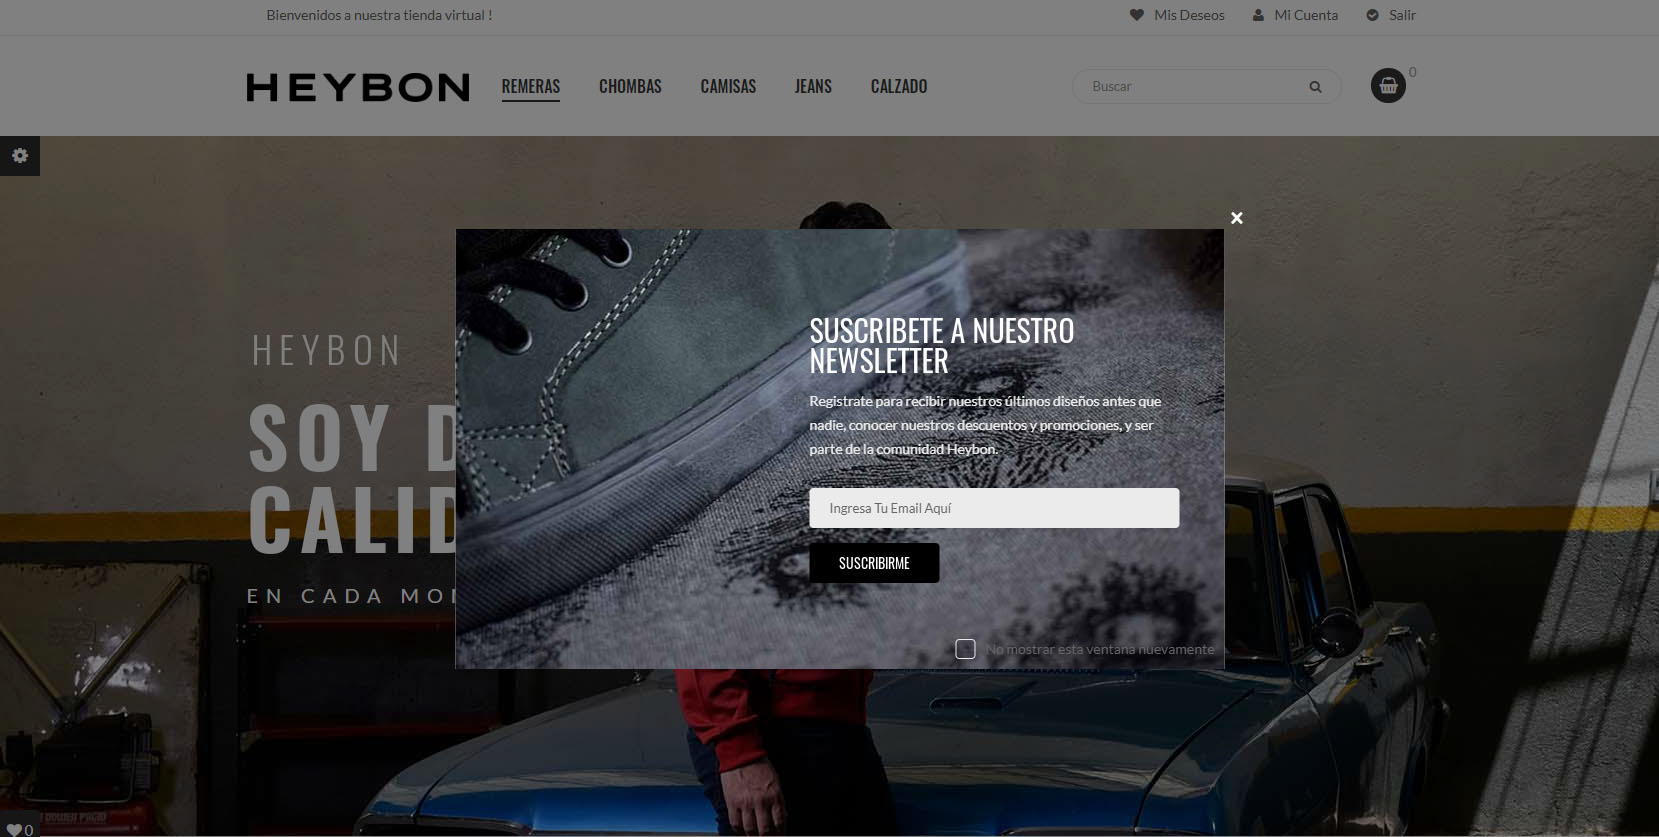 Bienvenidos a nuestra tienda virtual !
Mis Deseos
Mi Cuenta
Salir
HEYBON
REMERAS
CHOMBAS
CAMISAS
JEANS
CALZADO
Buscar
0
HEYBON
SOY D
CALID
EN CADA MOM
SUSCRIBETE A NUESTRO
NEWSLETTER
Registrate para recibir nuestros últimos diseños antes que
nadie, conocer nuestros descuentos y promociones, y ser
parte de la comunidad Heybon.
Ingresa Tu Email Aquí
SUSCRIBIRME
No mostrar esta ventana nuevamente
0